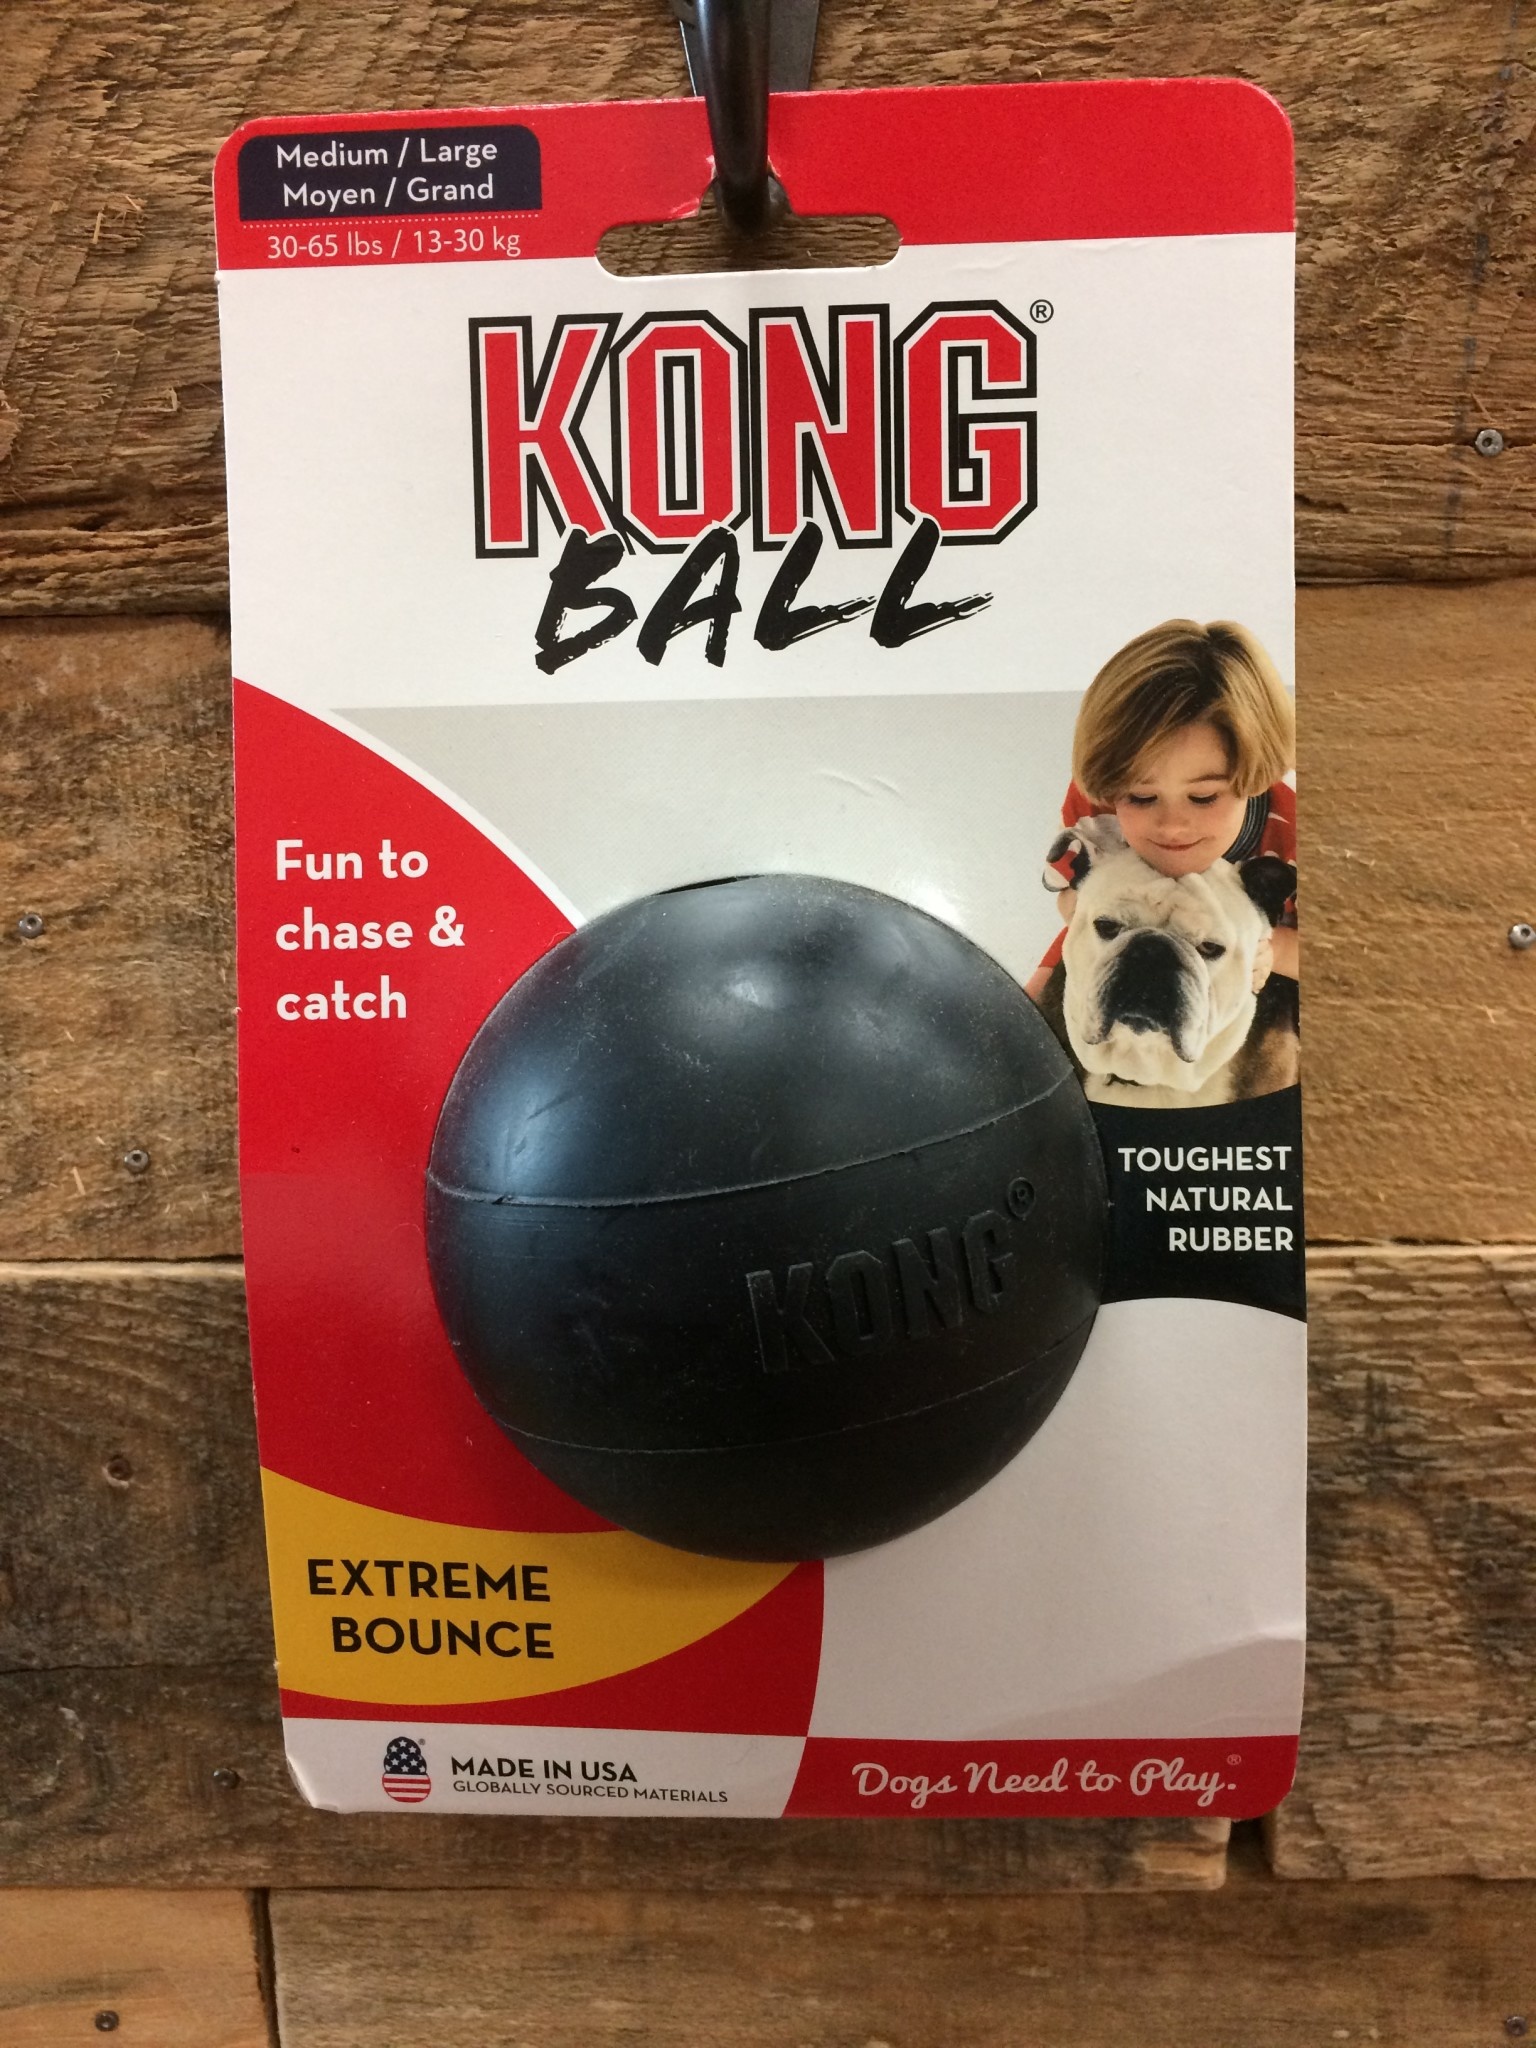 Medium / Large
Moyen / Grand
30-65 lbs / 13-30 kg
KONG®
BALL
Fun to
chase &
catch
TOUGHEST
NATURAL
RUBBER
KONG®
EXTREME
BOUNCE
MADE IN USA
GLOBALLY SOURCED MATERIALS
Dogs Need to Play.®